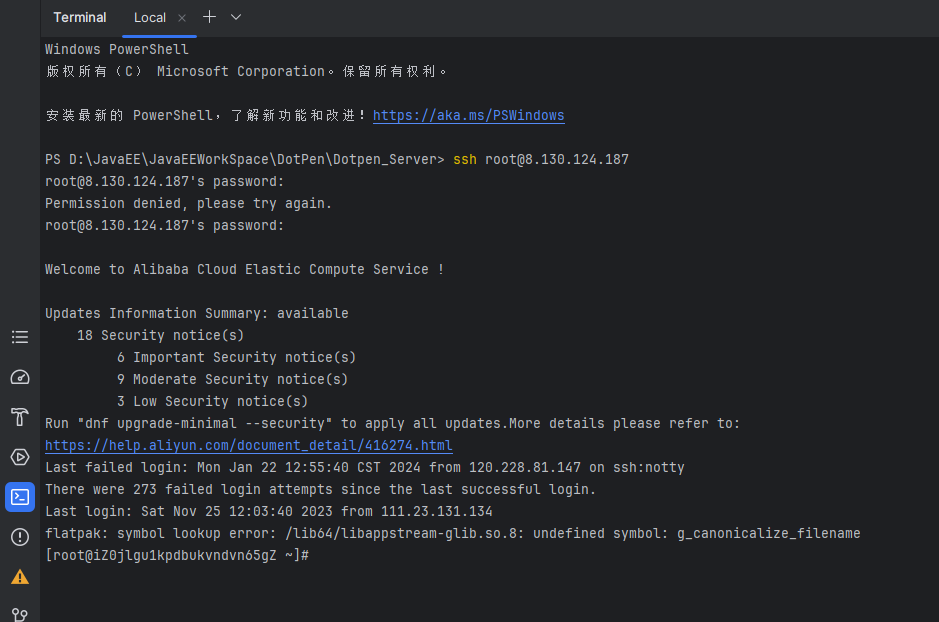 Terminal
Local
Windows PowerShell
版权所有（C） Microsoft Corporation。保留所有权利。
安装最新的 PowerShell，了解新功能和改进！https://aka.ms/PSWindows
PS D:\JavaEE\JavaEEWorkSpace\DotPen\Dotpen_Server> ssh root@8.130.124.187
root@8.130.124.187's password:
Permission denied, please try again.
root@8.130.124.187's password:
Welcome to Alibaba Cloud Elastic Compute Service !
Updates Information Summary: available
18 Security notice(s)
6 Important Security notice(s)
9 Moderate Security notice(s)
3 Low Security notice(s)
Run "dnf upgrade-minimal --security" to apply all updates.More details please refer to:
https://help.aliyun.com/document_detail/416274.html
Last failed login: Mon Jan 22 12:55:40 CST 2024 from 120.228.81.147 on ssh:notty
There were 273 failed login attempts since the last successful login.
Last login: Sat Nov 25 12:03:40 2023 from 111.23.131.134
flatpak: symbol lookup error: /lib64/libappstream-glib.so.8: undefined symbol: g_canonicalize_filename
[root@iZ0jlgu1kpdbukvndvn65gZ ~]#